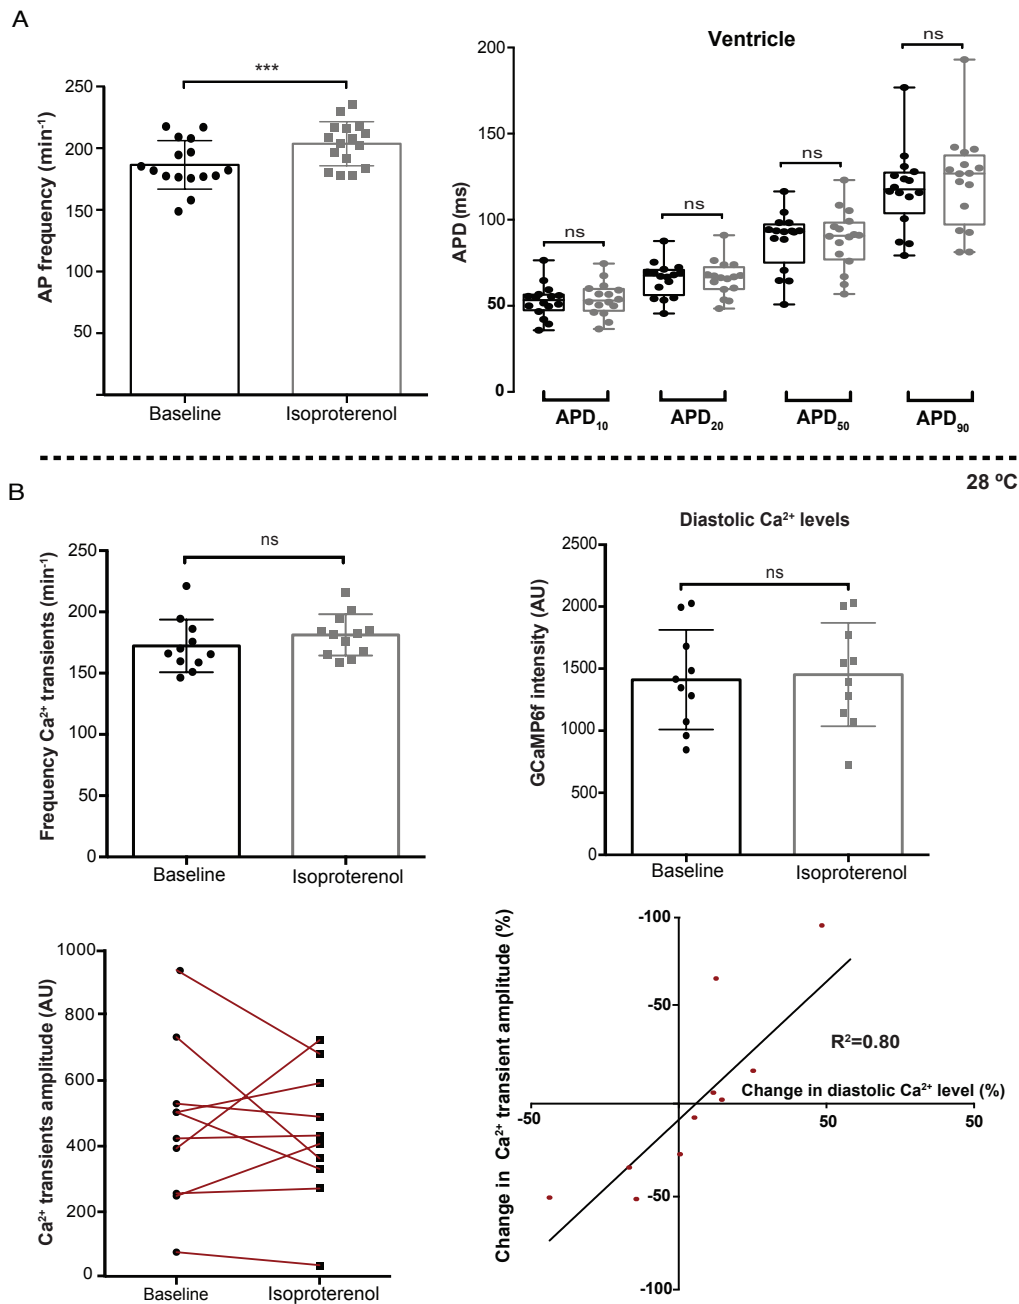 A
AP frequency (min⁻¹)
250
200
150
100
50
***
Baseline
Isoproterenol
Ventricle
APD (ms)
200
150
100
50
0
ns
ns
ns
ns
APD₁₀
APD₂₀
APD₅₀
APD₉₀
28 ºC
B
Frequency Ca²⁺ transients (min⁻¹)
250
200
150
100
50
0
ns
Baseline
Isoproterenol
Diastolic Ca²⁺ levels
GCaMP6f intensity (AU)
2500
2000
1500
1000
500
0
ns
Baseline
Isoproterenol
Ca²⁺ transients amplitude (AU)
1000
800
600
400
200
0
Baseline
Isoproterenol
Change in Ca²⁺ transient amplitude (%)
-100
-50
R²=0.80
Change in diastolic Ca²⁺ level (%)
-50
50
50
-50
-100